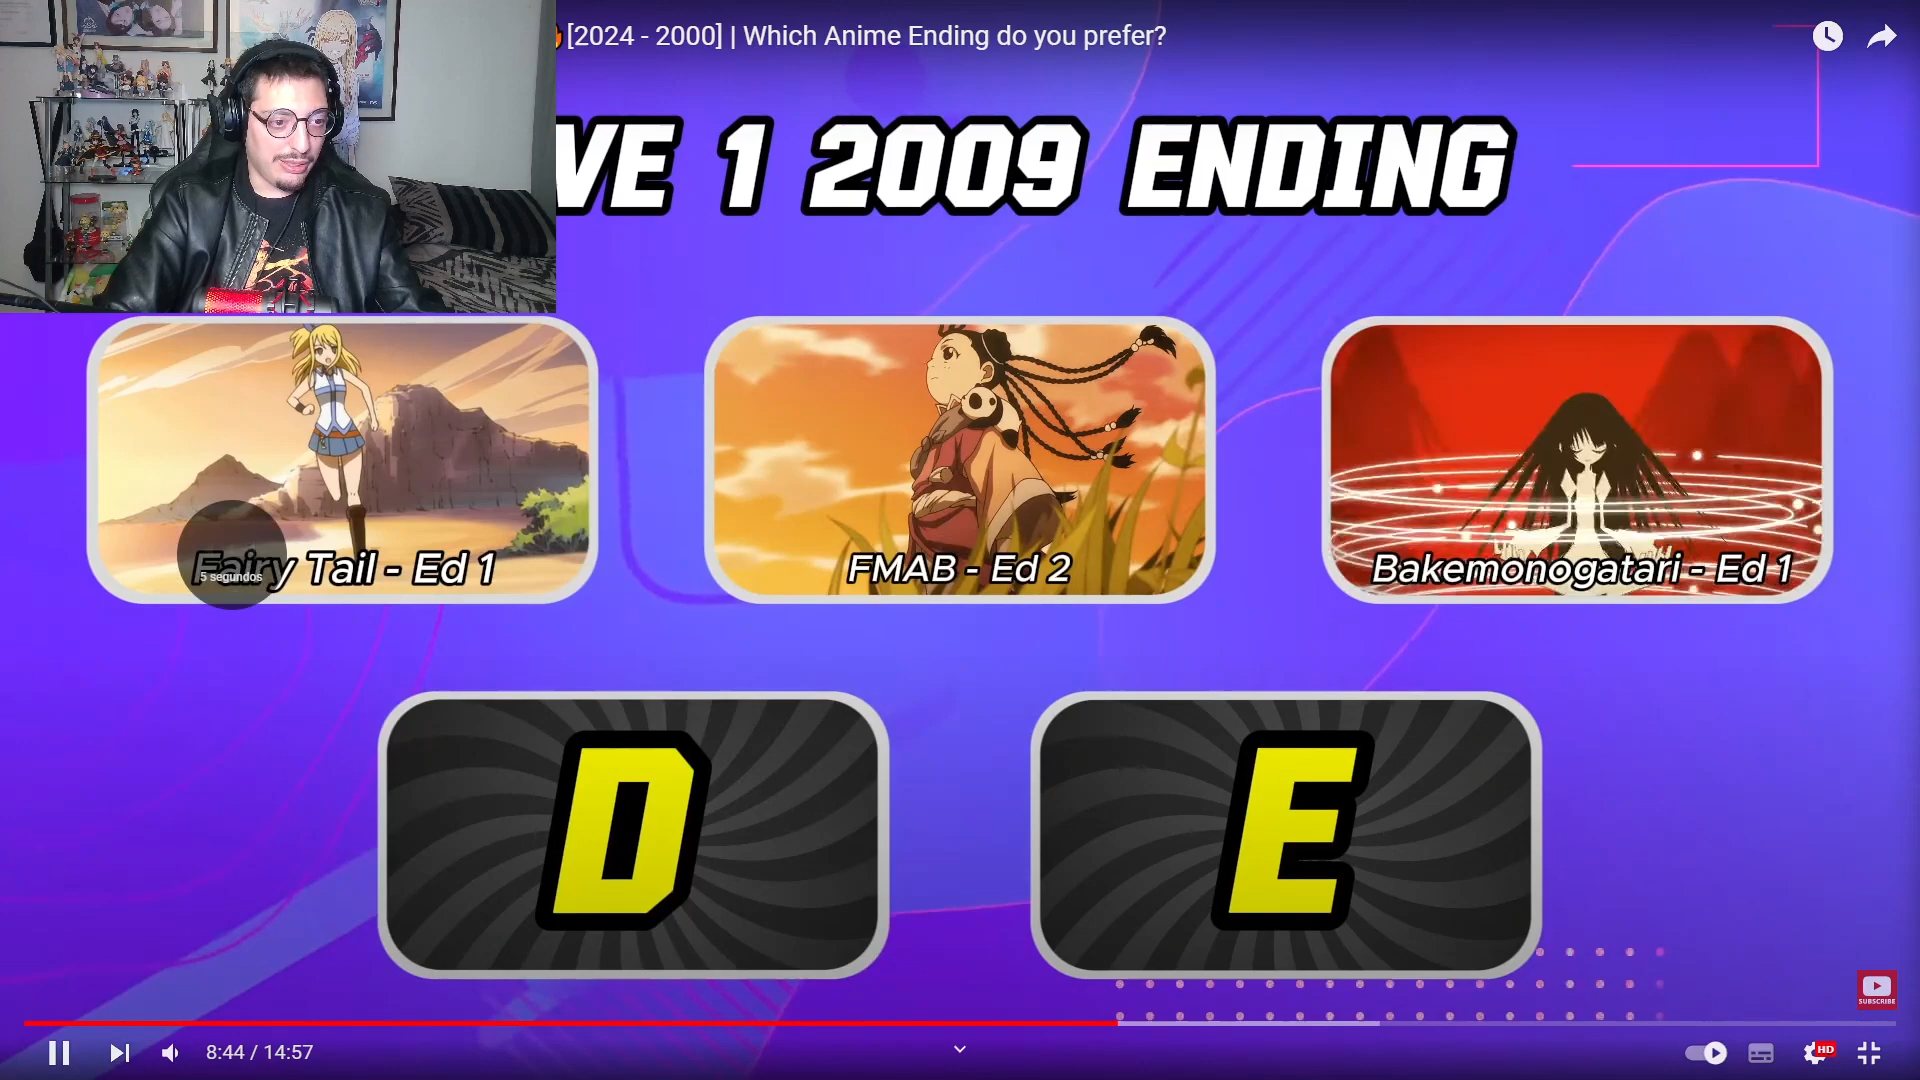 [2024 - 2000] | Which Anime Ending do you prefer?
VE 1 2009 ENDING
Fairy Tail - Ed 1
5 segundos
FMAB - Ed 2
Bakemonogatari - Ed 1
D
E
SUBSCRIBE
8:44 / 14:57
HD